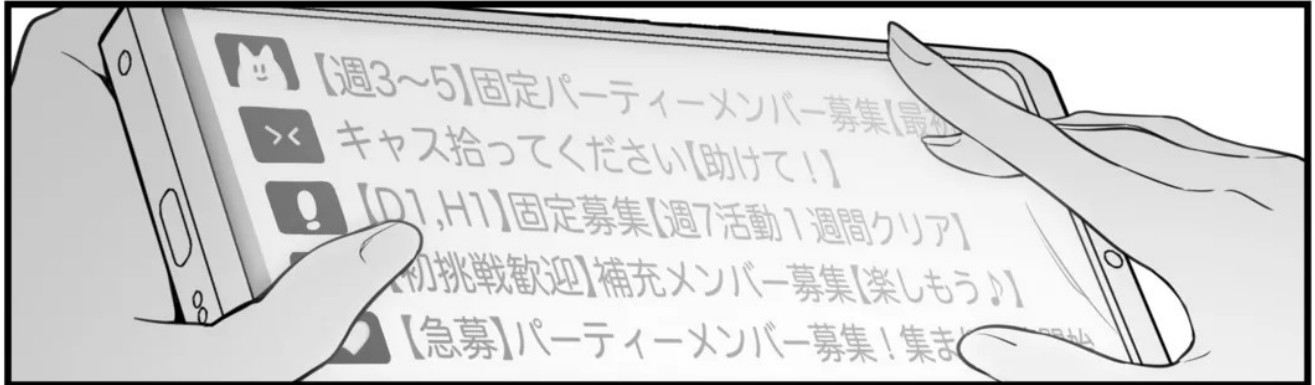 【週3～5】固定パーティーメンバー募集【最初
キャス拾ってください【助けて！】
【D1,H1】固定募集【週7活動1週間クリア】
【初挑戦歓迎】補充メンバー募集【楽しもう♪】
【急募】パーティーメンバー募集！集ま